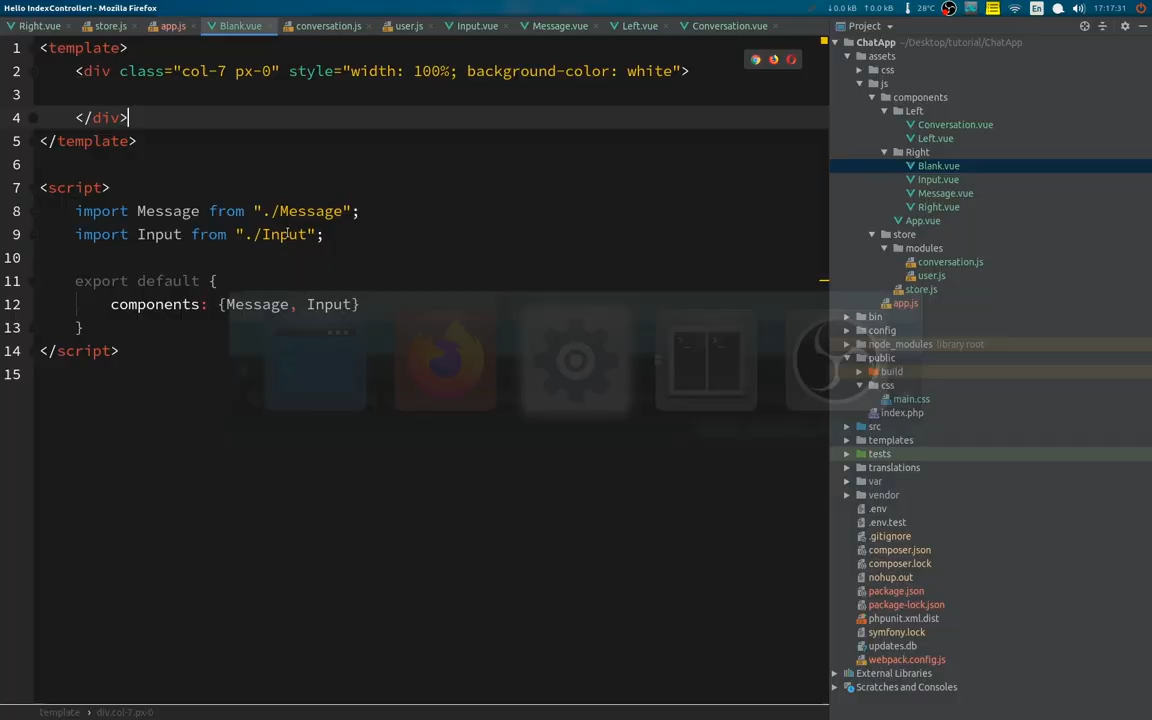 Hello IndexController! - Mozilla Firefox
↓0.0 kB ↑0.0 kB 28°C En 17:17:31
Right.vue × store.js × app.js × Blank.vue × conversation.js × user.js × Input.vue × Message.vue × Left.vue × Conversation.vue ×
Project
1 <template>
2 <div class="col-7 px-0" style="width: 100%; background-color: white">
3
4 </div>
5 </template>
6
7 <script>
8 import Message from "./Message";
9 import Input from "./Input";
10
11 export default {
12 components: {Message, Input}
13 }
14 </script>
15
ChatApp ~/Desktop/tutorial/ChatApp
assets
css
js
components
Left
Conversation.vue
Left.vue
Right
Blank.vue
Input.vue
Message.vue
Right.vue
App.vue
store
modules
conversation.js
user.js
store.js
app.js
bin
config
node_modules library root
public
build
css
main.css
index.php
src
templates
tests
translations
var
vendor
.env
.env.test
.gitignore
composer.json
composer.lock
nohup.out
package.json
package-lock.json
phpunit.xml.dist
symfony.lock
updates.db
webpack.config.js
External Libraries
Scratches and Consoles
template › div.col-7.px-0